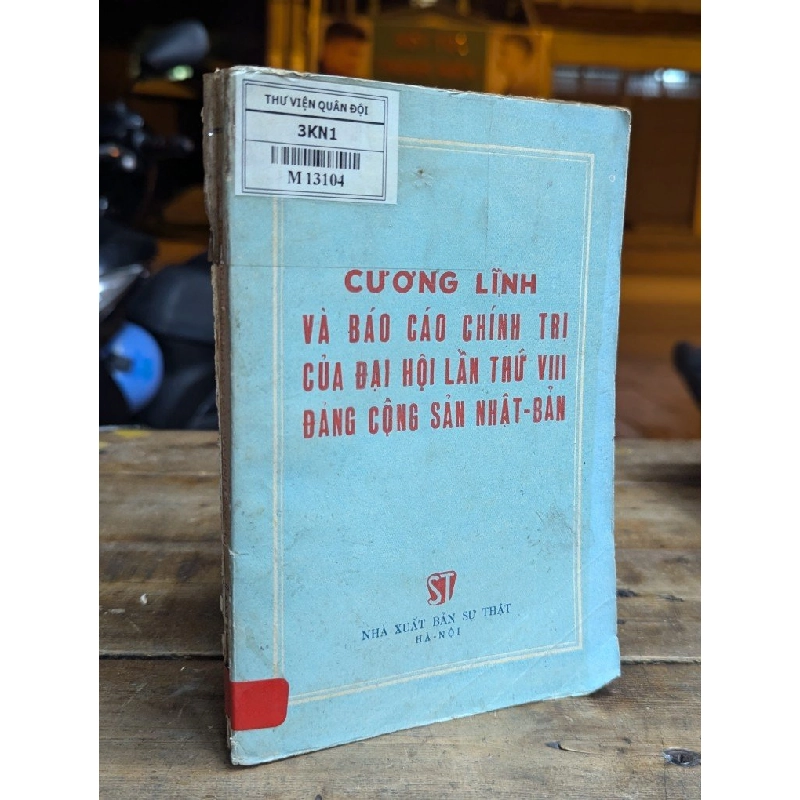 THƯ VIỆN QUÂN ĐỘI
3KN1
M 13104
CƯƠNG LĨNH
VÀ BÁO CÁO CHÍNH TRỊ
CỦA ĐẠI HỘI LẦN THỨ VIII
ĐẢNG CỘNG SẢN NHẬT-BẢN
ST
NHÀ XUẤT BẢN SỰ THẬT
HÀ-NỘI